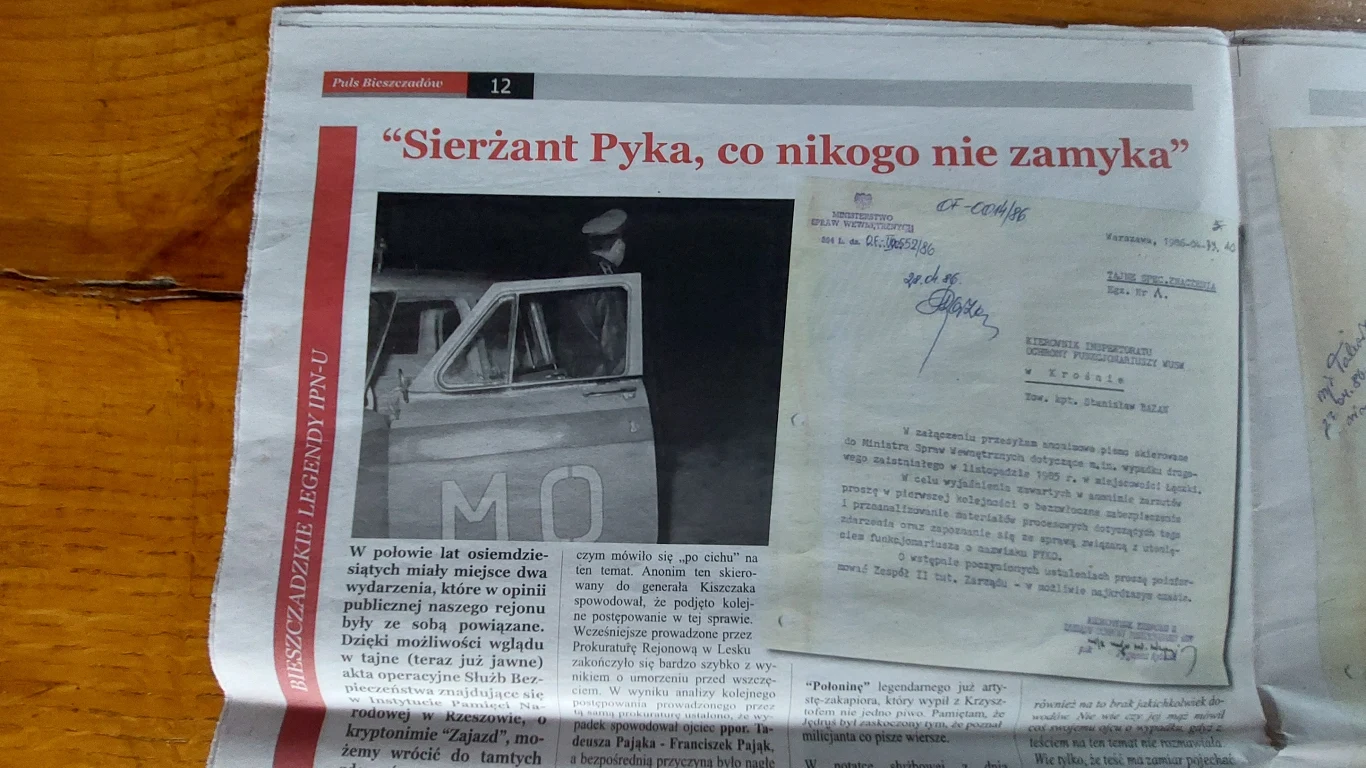 Puls Bieszczadów 12
“Sierżant Pyka, co nikogo nie zamyka”
BIESZCZADZKIE LEGENDY IPN-U
MO
MINISTERSTWO
SPRAW WEWNĘTRZNYCH
OF-0014/86
Warszawa, 1986-04-
28.04.86.
TAJNE SPEC.ZNACZENIA
Egz. Nr 1.
KIEROWNIK INSPEKTORATU
OCHRONY FUNKCJONARIUSZY WUSW
w Krośnie
Tow. kpt. Stanisław BAZAN
W załączeniu przesyłam anonimowe pismo skierowane
do Ministra Spraw Wewnętrznych dotyczące m.in. wypadku drogo-
wego zaistniałego w listopadzie 1985 r. w miejscowości Łączki.
W celu wyjaśnienia zawartych w anonimie zarzutów
proszę w pierwszej kolejności o bezzwłoczne zabezpieczenie
i przeanalizowanie materiałów procesowych dotyczących tego
zdarzenia oraz zapoznanie się ze sprawą związaną z utonię-
ciem funkcjonariusza o nazwisku PYKO.
O wstępnie poczynionych ustaleniach proszę poinfor-
mować Zespół II tut. Zarządu - w możliwie najkrótszym czasie.
W połowie lat osiemdzie-
siątych miały miejsce dwa
wydarzenia, które w opinii
publicznej naszego rejonu
były ze sobą powiązane.
Dzięki możliwości wglądu
w tajne (teraz już jawne)
akta operacyjne Służb Bez-
pieczeństwa znajdujące się
w Instytucie Pamięci Na-
rodowej w Rzeszowie, o
kryptonimie “Zajazd”, mo-
żemy wrócić do tamtych
czym mówiło się „po cichu” na
ten temat. Anonim ten skiero-
wany do generała Kiszczaka
spowodował, że podjęto kolej-
ne postępowanie w tej sprawie.
Wcześniejsze prowadzone przez
Prokuraturę Rejonową w Lesku
zakończyło się bardzo szybko z wy-
nikiem o umorzeniu przed wszczę-
ciem. W wyniku analizy kolejnego
postępowania prowadzonego przez
tą samą prokuraturę ustalono, że wy-
padek spowodował ojciec ppor. Ta-
deusza Pająka - Franciszek Pająk,
a bezpośrednią przyczyną było nagłe
“Połoninę” legendarnego już arty-
stę-zakapiora, który wypił z Krzysz-
tofem nie jedno piwo. Pamiętam, że
Jędruś był zaskoczony tym, że poznał
milicjanta co pisze wiersze.
W notatce służbowej z dnia
również na to brak jakichkolwiek do-
wodów. Nie wie czy jej mąż mówił
coś swojemu ojcu o wypadku, gdyż z
teściem na ten temat nie rozmawiała.
Wie tylko, że teść ma zamiar pojechać